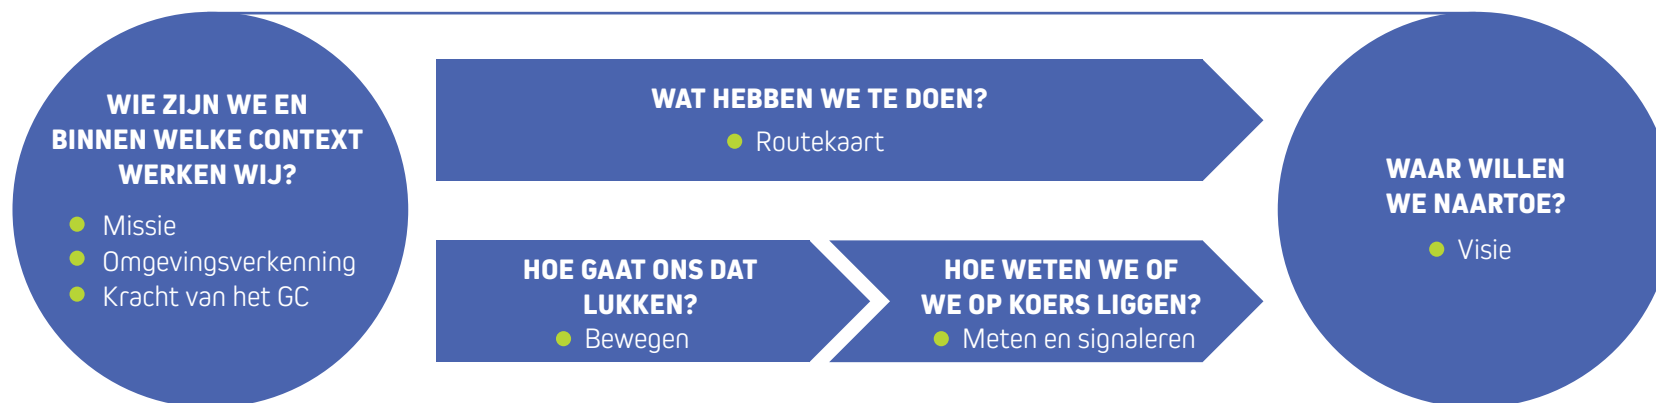 WIE ZIJN WE EN
BINNEN WELKE CONTEXT
WERKEN WIJ?
Missie
Omgevingsverkenning
Kracht van het GC
WAT HEBBEN WE TE DOEN?
Routekaart
HOE GAAT ONS DAT
LUKKEN?
Bewegen
HOE WETEN WE OF
WE OP KOERS LIGGEN?
Meten en signaleren
WAAR WILLEN
WE NAARTOE?
Visie